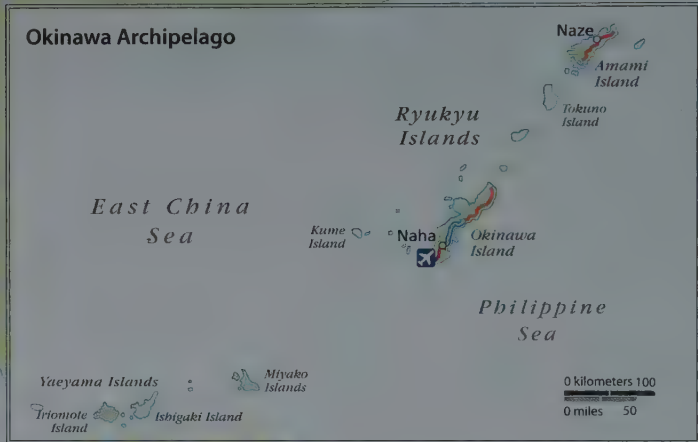 Okinawa Archipelago
Naze
Amami
Island
Tokuno
Island
Ryukyu
Islands
East China
Sea
Kume
Island
Naha
Okinawa
Island
Philippine
Sea
Yaeyama Islands
Miyako
Islands
Iriomote
Island
Ishigaki Island
0 kilometers 100
0 miles 50